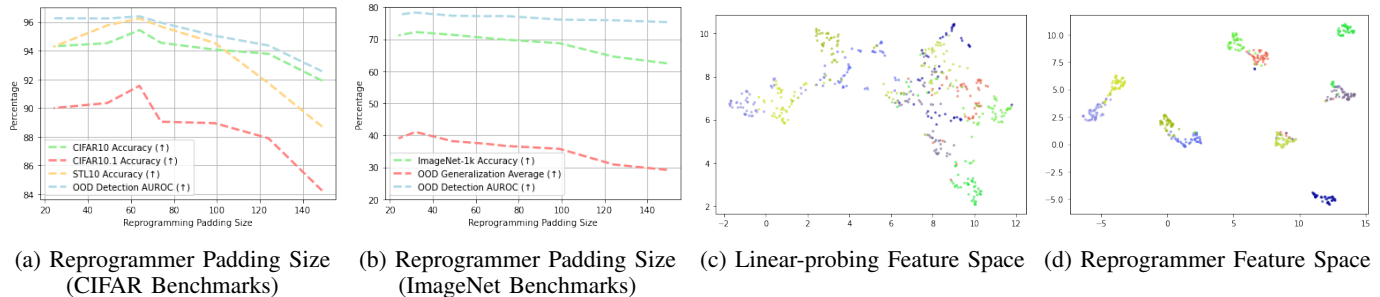 96
94
92
90
88
86
84
Percentage
CIFAR10 Accuracy (↑)
CIFAR10.1 Accuracy (↑)
STL10 Accuracy (↑)
OOD Detection AUROC (↑)
20 40 60 80 100 120 140
Reprogramming Padding Size
80
70
60
50
40
30
20
Percentage
ImageNet-1k Accuracy (↑)
OOD Generalization Average (↑)
OOD Detection AUROC (↑)
20 40 60 80 100 120 140
Reprogramming Padding Size
10
8
6
4
2
−2 0 2 4 6 8 10 12
10.0
7.5
5.0
2.5
0.0
−2.5
−5.0
−5 0 5 10 15
(a) Reprogrammer Padding Size
(CIFAR Benchmarks)
(b) Reprogrammer Padding Size
(ImageNet Benchmarks)
(c) Linear-probing Feature Space
(d) Reprogrammer Feature Space